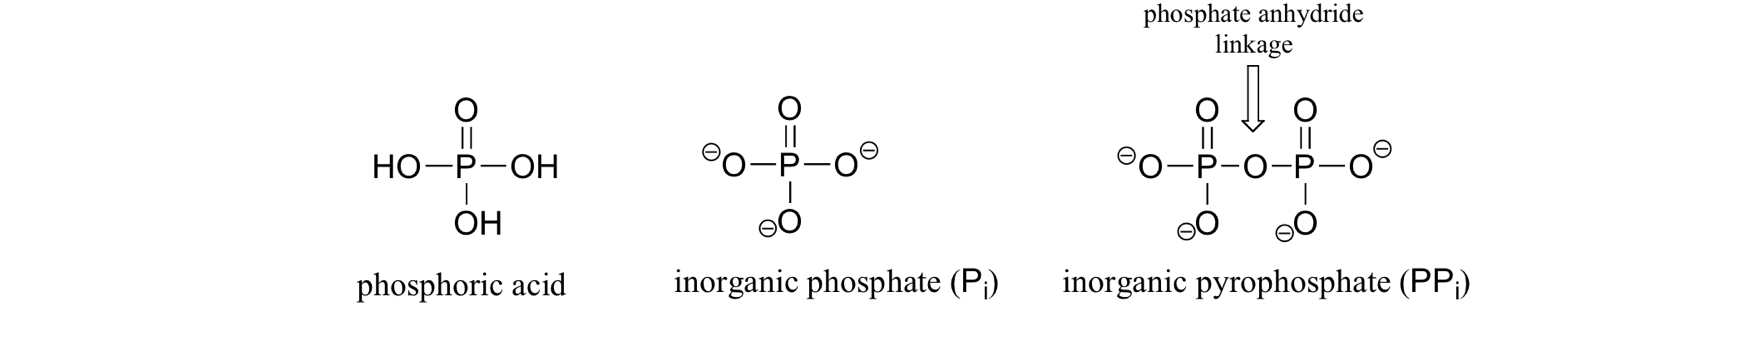 phosphate anhydride
linkage
O O O O
HO P OH ⊖O P O⊖ ⊖O P O P O⊖
OH ⊖O ⊖O ⊖O
phosphoric acid inorganic phosphate (Pi) inorganic pyrophosphate (PPi)